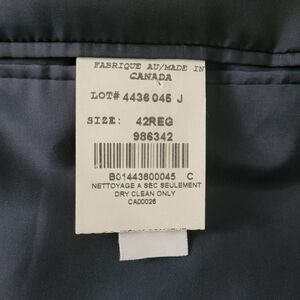 FABRIQUE AU/MADE IN
CANADA
LOT# 4436 045 J
SIZE: 42REG
986342
B01443600045 C
NETTOYAGE A SEC SEULEMENT
DRY CLEAN ONLY
CA00026